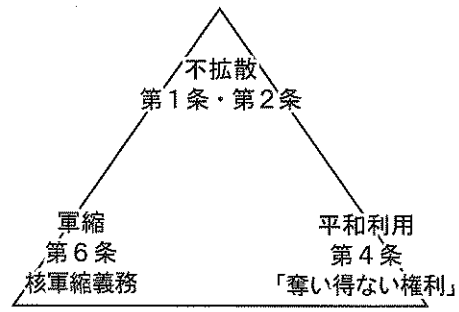 不拡散
第1条・第2条
軍縮
第6条
核軍縮義務
平和利用
第4条
「奪い得ない権利」